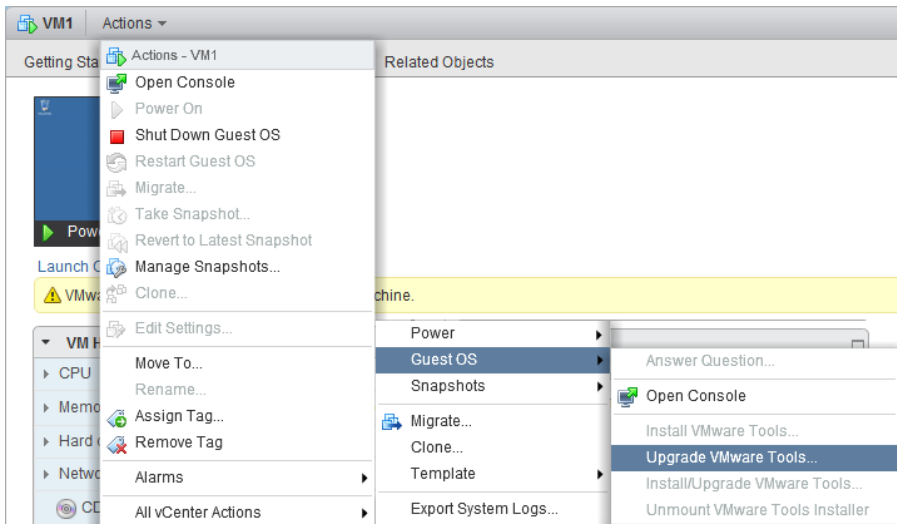 VM1 Actions
Getting Sta
Related Objects
Actions - VM1
Open Console
Power On
Shut Down Guest OS
Restart Guest OS
Migrate...
Take Snapshot...
Revert to Latest Snapshot
Manage Snapshots...
Clone...
Edit Settings...
Move To...
Rename...
Assign Tag...
Remove Tag
Alarms
All vCenter Actions
Pow
Launch C
VMwa
chine.
VM H
CPU
Memo
Hard
Netwo
CD
Power
Guest OS
Snapshots
Migrate...
Clone...
Template
Export System Logs...
Answer Question...
Open Console
Install VMware Tools...
Upgrade VMware Tools...
Install/Upgrade VMware Tools...
Unmount VMware Tools Installer